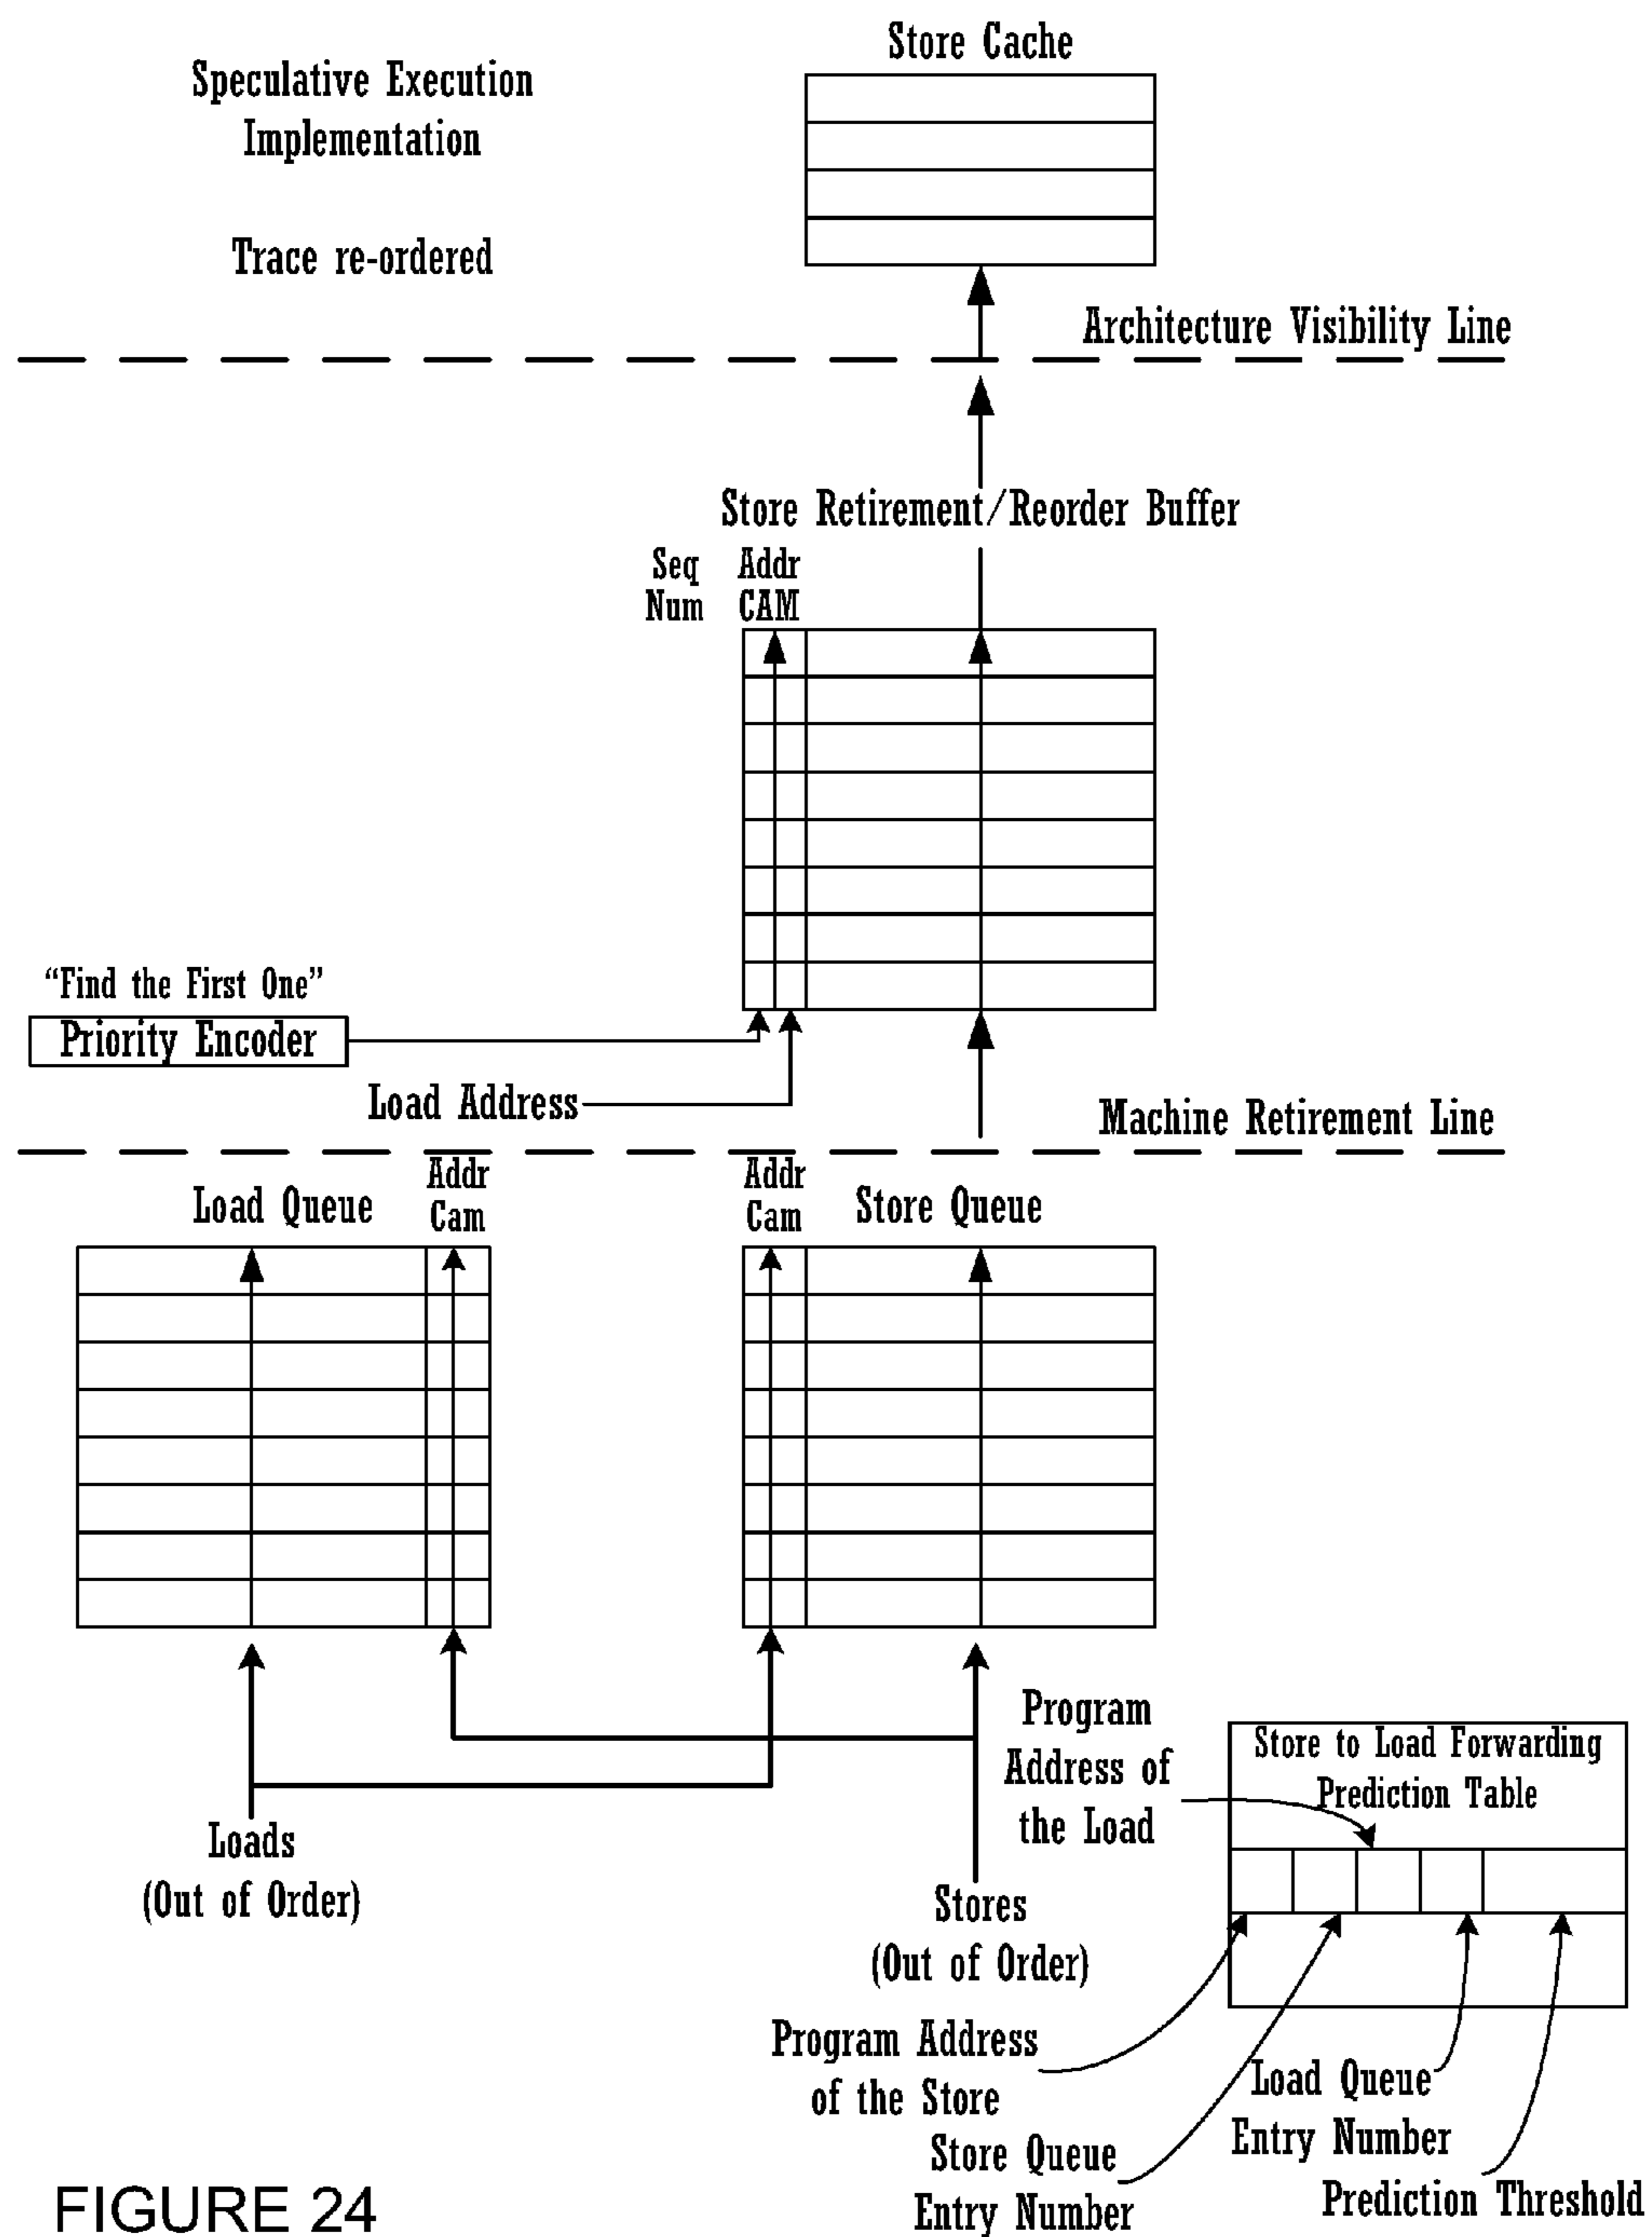 Store Cache
Speculative Execution
Implementation
Trace re-ordered
Architecture Visibility Line
Store Retirement/Reorder Buffer
Seq
Num
Addr
CAM
"Find the First One"
Priority Encoder
Load Address
Machine Retirement Line
Load Queue
Addr
Cam
Addr
Cam
Store Queue
Program
Address of
the Load
Store to Load Forwarding
Prediction Table
Loads
(Out of Order)
Stores
(Out of Order)
Program Address
of the Store
Store Queue
Entry Number
Load Queue
Entry Number
Prediction Threshold
FIGURE 24